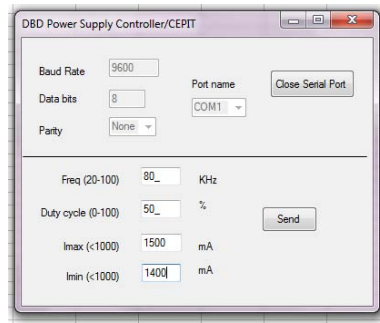 DBD Power Supply Controller/CEPIT
Baud Rate 9600
Port name
Close Serial Port
Data bits 8
COM1
Parity None
Freq (20-100) 80_ KHz
Duty cycle (0-100) 50_ %
Send
Imax (<1000) 1500 mA
Imin (<1000) 1400 mA